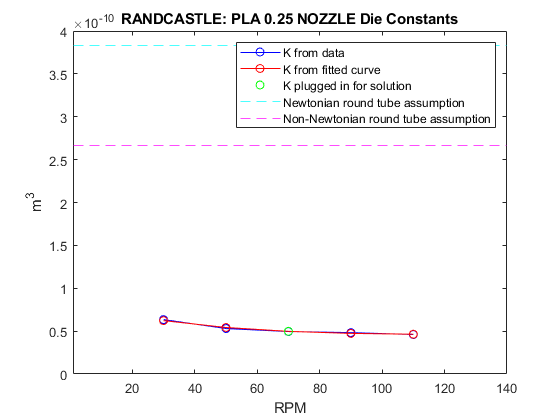 RANDCASTLE: PLA 0.25 NOZZLE Die Constants
×10^-10
4
3.5
3
2.5
2
1.5
1
0.5
0
m^3
K from data
K from fitted curve
K plugged in for solution
Newtonian round tube assumption
Non-Newtonian round tube assumption
20 40 60 80 100 120 140
RPM